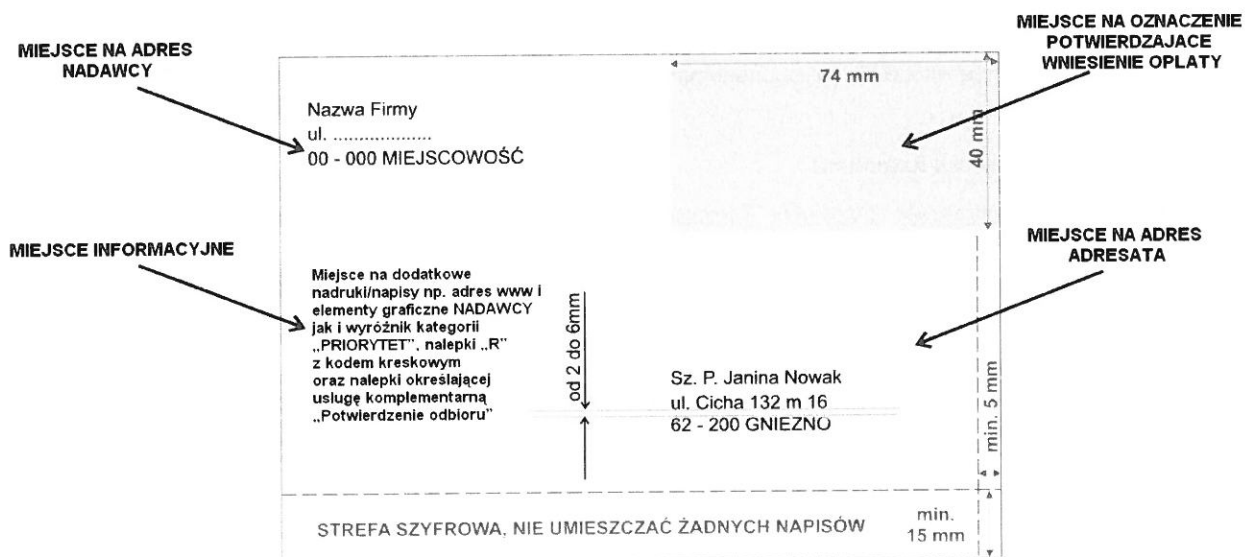 MIEJSCE NA ADRES
NADAWCY
MIEJSCE NA OZNACZENIE
POTWIERDZAJACE
WNIESIENIE OPLATY
74 mm
40 mm
Nazwa Firmy
ul. ...................
00 - 000 MIEJSCOWOŚĆ
MIEJSCE INFORMACYJNE
MIEJSCE NA ADRES
ADRESATA
Miejsce na dodatkowe
nadruki/napisy np. adres www i
elementy graficzne NADAWCY
jak i wyróżnik kategorii
„PRIORYTET", nalepki „R"
z kodem kreskowym
oraz nalepki określającej
usługę komplementarną
„Potwierdzenie odbioru"
od 2 do 6mm
Sz. P. Janina Nowak
ul. Cicha 132 m 16
62 - 200 GNIEZNO
min. 5 mm
STREFA SZYFROWA, NIE UMIESZCZAĆ ŻADNYCH NAPISÓW
min.
15 mm